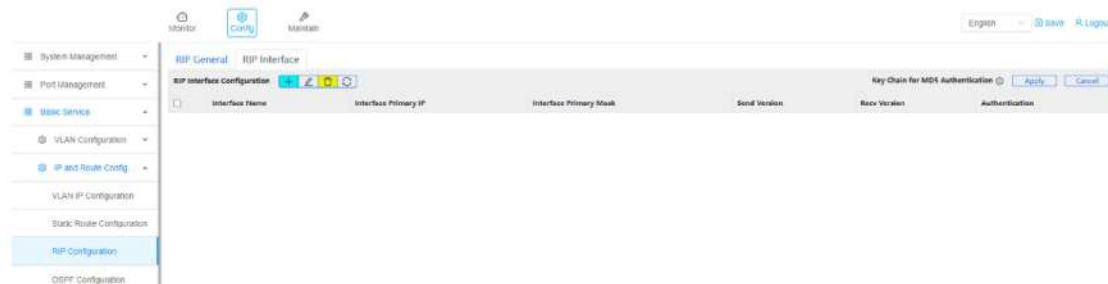 Monitor
Config
Maintain
English
Save
Logout
System Management
RIP General RIP Interface
Port Management
RIP Interface Configuration
Key Chain for MD5 Authentication
Apply
Cancel
Interface Name
Interface Primary IP
Interface Primary Mask
Send Version
Recv Version
Authentication
Basic Service
VLAN Configuration
IP and Route Config
VLAN IP Configuration
Static Route Configuration
RIP Configuration
OSPF Configuration